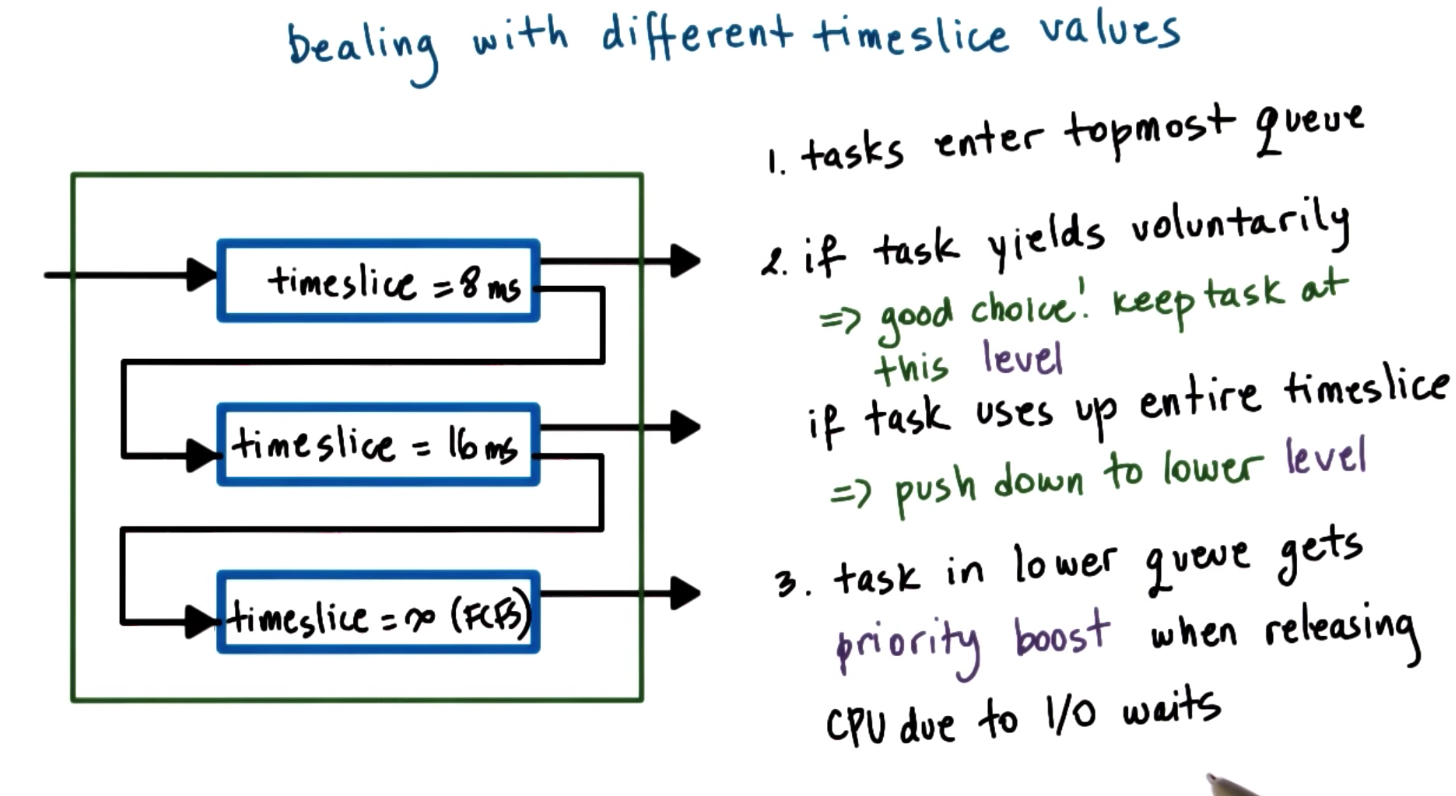 Dealing with different timeslice values
timeslice = 8 ms
timeslice = 16 ms
timeslice = ∞ (FCFS)
1. tasks enter topmost queue
2. if task yields voluntarily
=> good choice! keep task at
this level
if task uses up entire timeslice
=> push down to lower level
3. task in lower queue gets
priority boost when releasing
CPU due to I/O waits